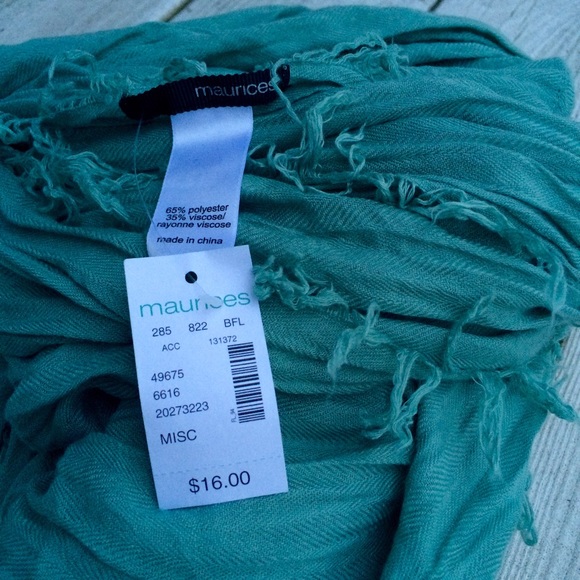 maurices
65% polyester
35% viscose/
rayonne viscose
made in china
maurices
285 822 BFL
ACC 131372
49675
6616
20273223
MISC
$16.00